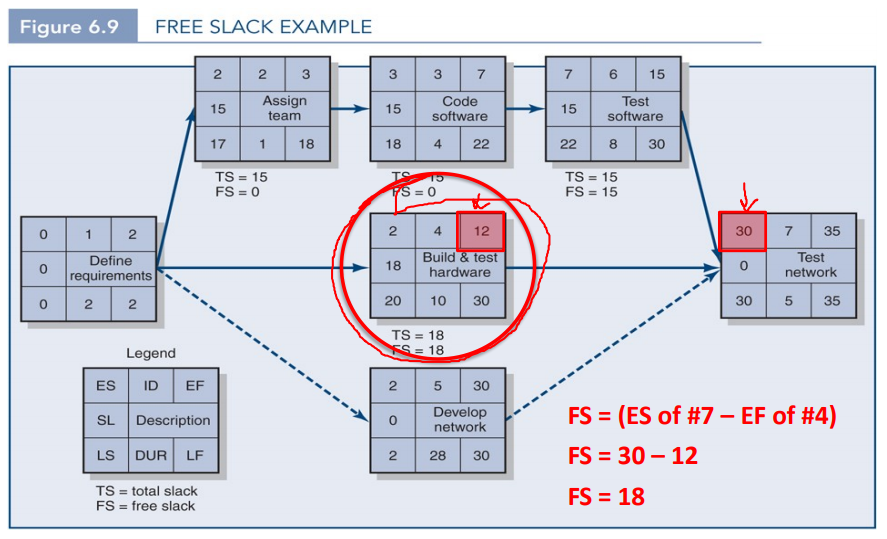 Figure 6.9 FREE SLACK EXAMPLE
2 2 3
15 Assign team
17 1 18
TS = 15
FS = 0
3 3 7
15 Code software
18 4 22
TS = 15
FS = 0
7 6 15
15 Test software
22 8 30
TS = 15
FS = 15
0 1 2
0 Define requirements
0 2 2
2 4 12
18 Build & test hardware
20 10 30
TS = 18
FS = 18
30 7 35
0 Test network
30 5 35
Legend
ES ID EF
SL Description
LS DUR LF
TS = total slack
FS = free slack
2 5 30
0 Develop network
2 28 30
FS = (ES of #7 – EF of #4)
FS = 30 – 12
FS = 18